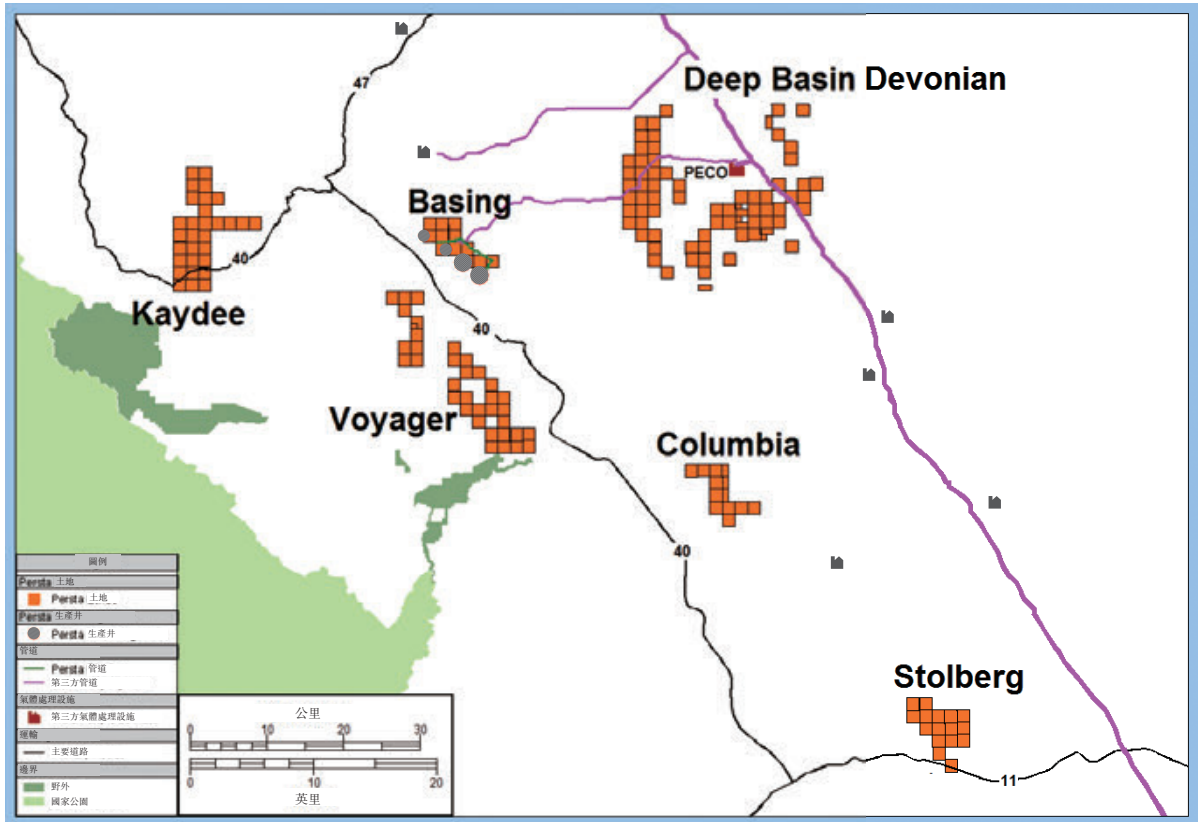 47
Deep Basin Devonian
PECO
Basing
40
Kaydee
40
Voyager
Columbia
40
Stolberg
11
圖例
Persta 土地
Persta 土地
Persta 生產井
Persta 生產井
管道
Persta 管道
第三方管道
氣體處理設施
第三方氣體處理設施
運輸
主要道路
邊界
野外
國家公園
公里
0 10 20 30
0 10 20
英里